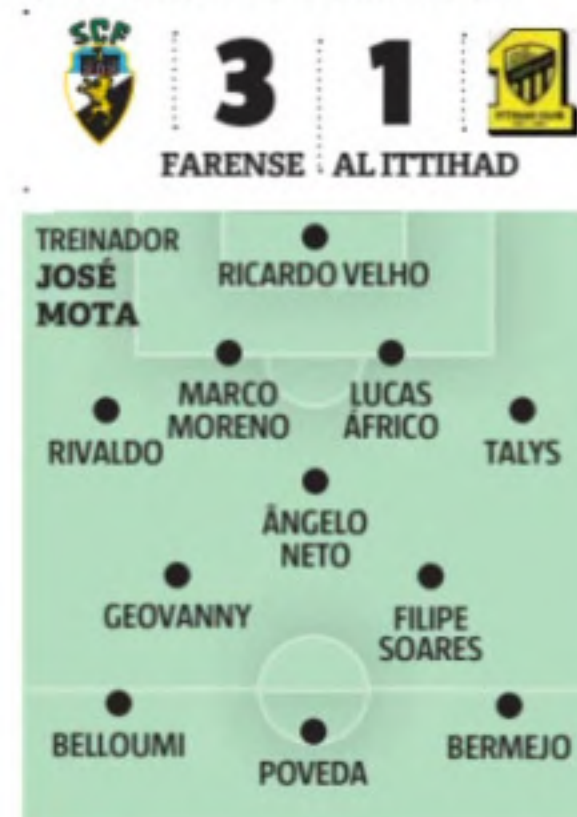 SCF
3 1
FARENSE AL ITTIHAD
TREINADOR
JOSÉ
MOTA
RICARDO VELHO
MARCO
MORENO
LUCAS
ÁFRICO
RIVALDO
TALYS
ÂNGELO
NETO
GEOVANNY
FILIPE
SOARES
BELLOUMI
POVEDA
BERMEJO